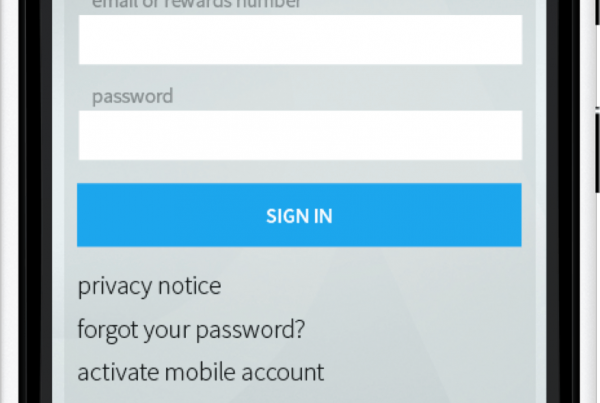 email or rewards number
password
SIGN IN
privacy notice
forgot your password?
activate mobile account